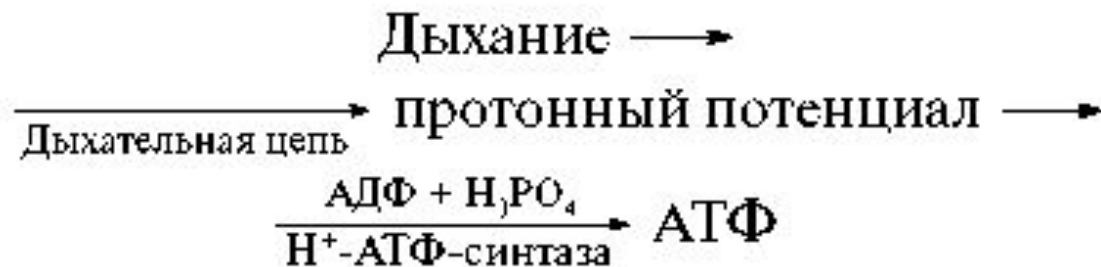 Дыхание →
→ протонный потенциал →
Дыхательная цепь
АДФ + H₃PO₄
→ АТФ
H⁺-АТФ-синтаза